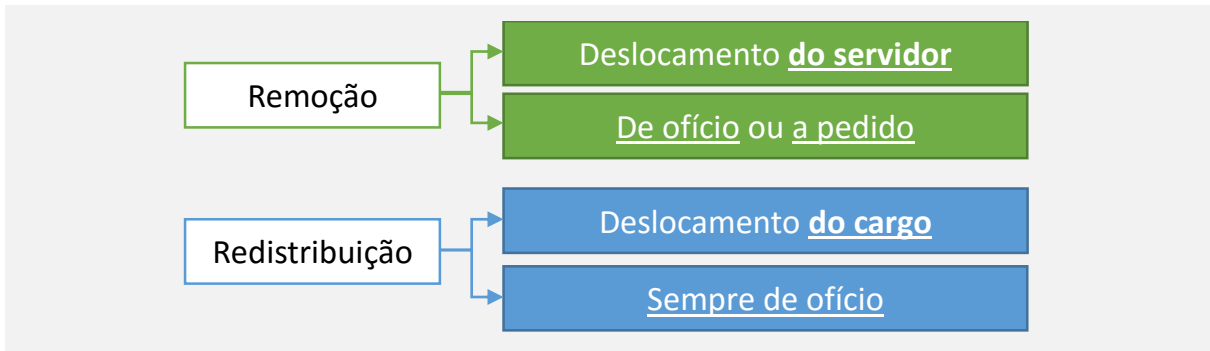 Remoção
Deslocamento do servidor
De ofício ou a pedido
Redistribuição
Deslocamento do cargo
Sempre de ofício